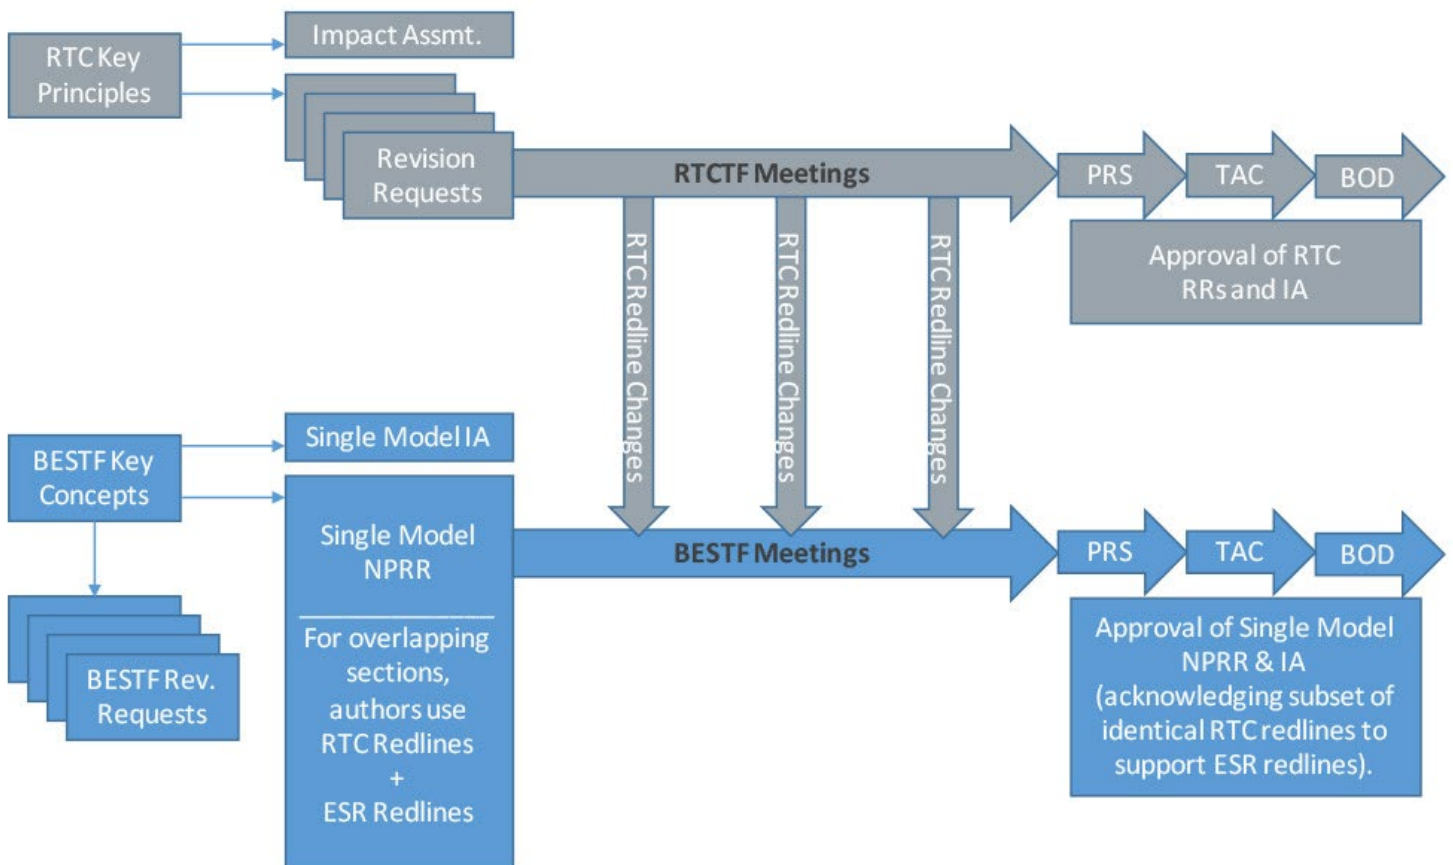 RTC Key
Principles
Impact Assmt.
Revision
Requests
RTCTF Meetings
PRS
TAC
BOD
Approval of RTC
RRs and IA
RTC Redline Changes
RTC Redline Changes
RTC Redline Changes
BESTF Key
Concepts
Single Model IA
BESTF Rev.
Requests
Single Model
NPRR
For overlapping
sections,
authors use
RTC Redlines
+
ESR Redlines
BESTF Meetings
PRS
TAC
BOD
Approval of Single Model
NPRR & IA
(acknowledging subset of
identical RTC redlines to
support ESR redlines).